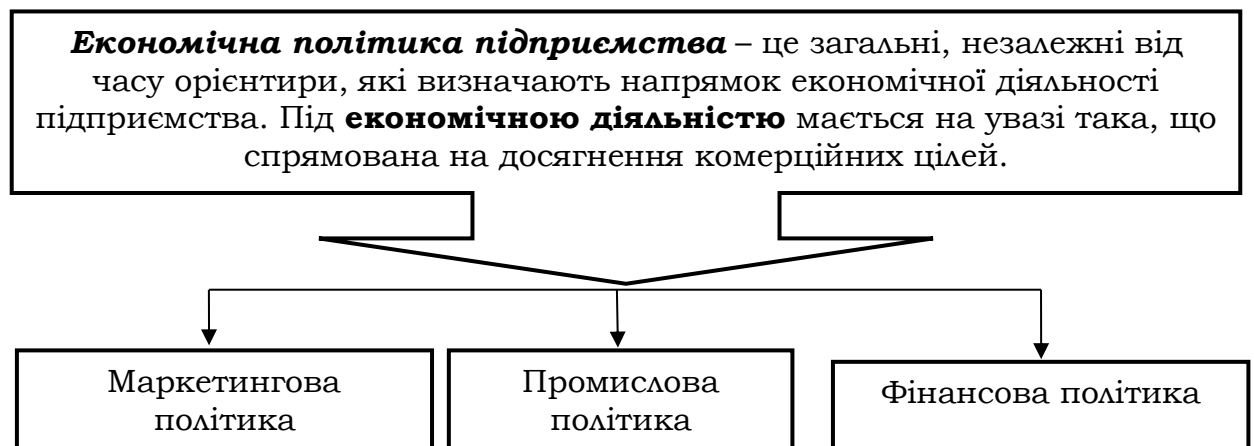 Економічна політика підприємства – це загальні, незалежні від
часу орієнтири, які визначають напрямок економічної діяльності
підприємства. Під економічною діяльністю мається на увазі така, що
спрямована на досягнення комерційних цілей.
Маркетингова
політика
Промислова
політика
Фінансова політика